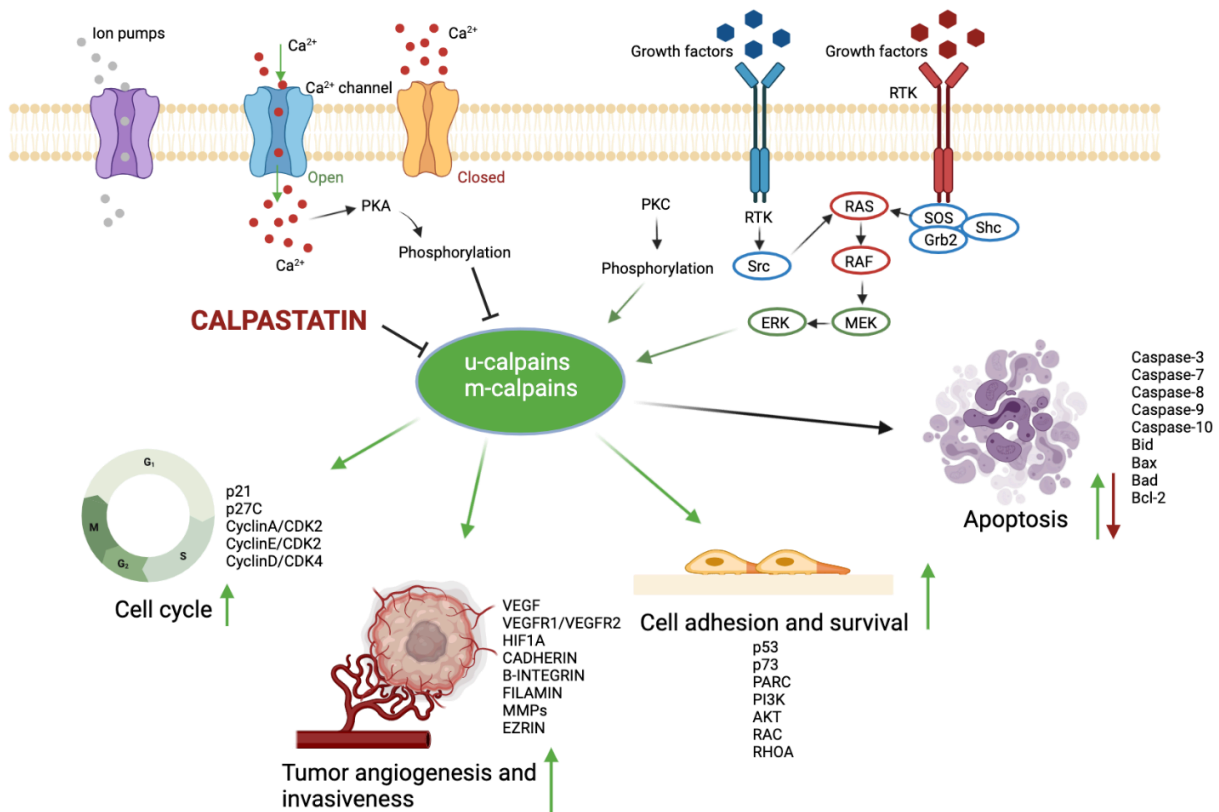 Ion pumps
Ca²⁺
Ca²⁺ channel
Open
Ca²⁺
Ca²⁺
Closed
PKA
Phosphorylation
PKC
Phosphorylation
Growth factors
RTK
Src
Growth factors
RTK
SOS
Grb2
Shc
RAS
RAF
MEK
ERK
CALPASTATIN
u-calpains
m-calpains
G₁
S
G₂
M
p21
p27C
CyclinA/CDK2
CyclinE/CDK2
CyclinD/CDK4
Cell cycle
VEGF
VEGFR1/VEGFR2
HIF1A
CADHERIN
B-INTEGRIN
FILAMIN
MMPs
EZRIN
Tumor angiogenesis and
invasiveness
Cell adhesion and survival
p53
p73
PARC
PI3K
AKT
RAC
RHOA
Caspase-3
Caspase-7
Caspase-8
Caspase-9
Caspase-10
Bid
Bax
Bad
Bcl-2
Apoptosis